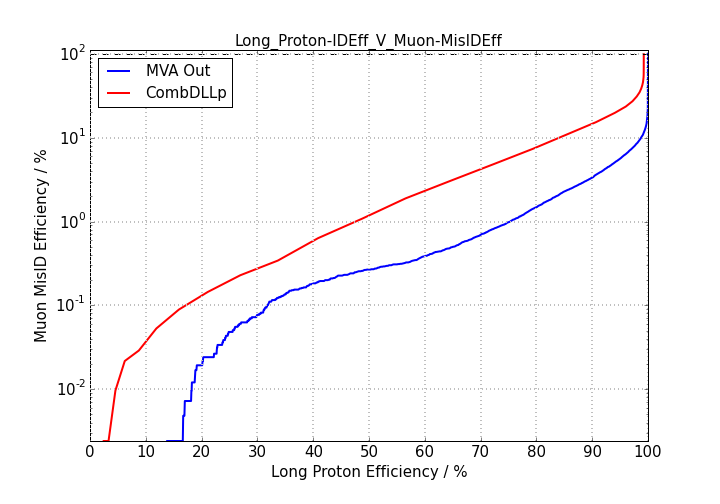 Long_Proton-IDEff_V_Muon-MisIDEff
MVA Out
CombDLLp
Muon MisID Efficiency / %
10²
10¹
10⁰
10⁻¹
10⁻²
0 10 20 30 40 50 60 70 80 90 100
Long Proton Efficiency / %